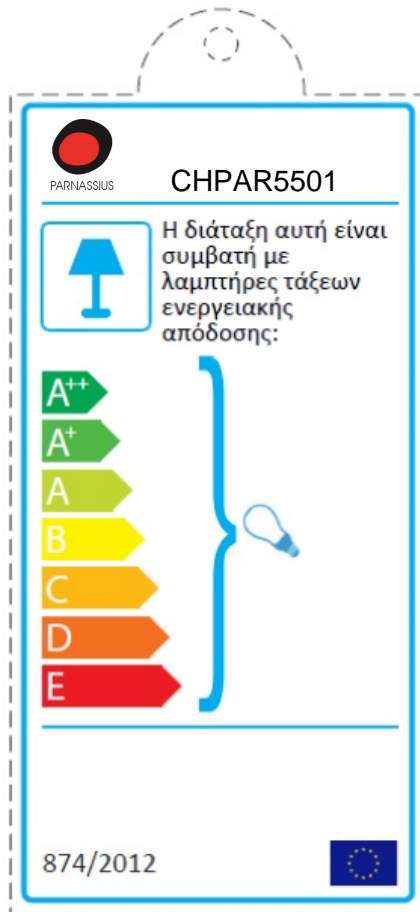 PARNASSIUS
CHPAR5501
Η διάταξη αυτή είναι
συμβατή με
λαμπτήρες τάξεων
ενεργειακής
απόδοσης:
A++
A+
A
B
C
D
E
874/2012